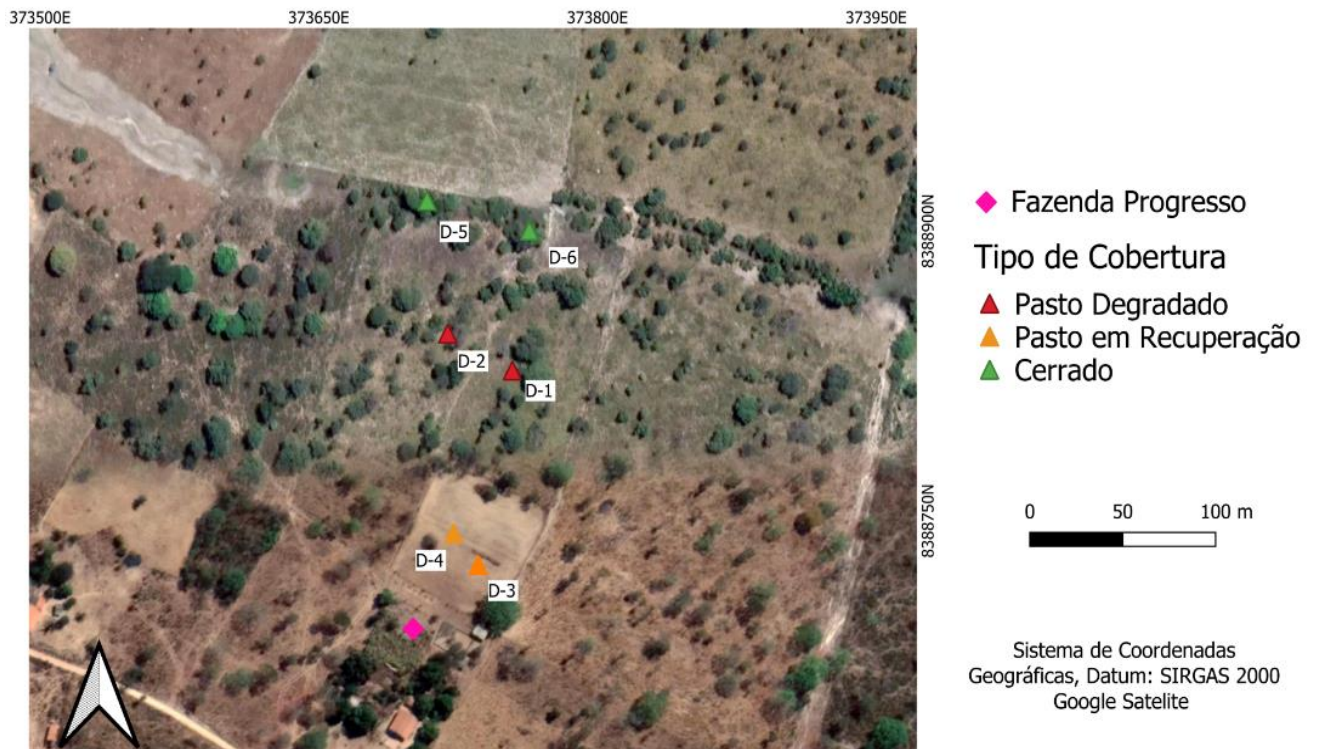 373500E
373650E
373800E
373950E
8388900N
8388750N
D-5
D-6
D-2
D-1
D-4
D-3
Fazenda Progresso
Tipo de Cobertura
Pasto Degradado
Pasto em Recuperação
Cerrado
0 50 100 m
Sistema de Coordenadas
Geográficas, Datum: SIRGAS 2000
Google Satelite